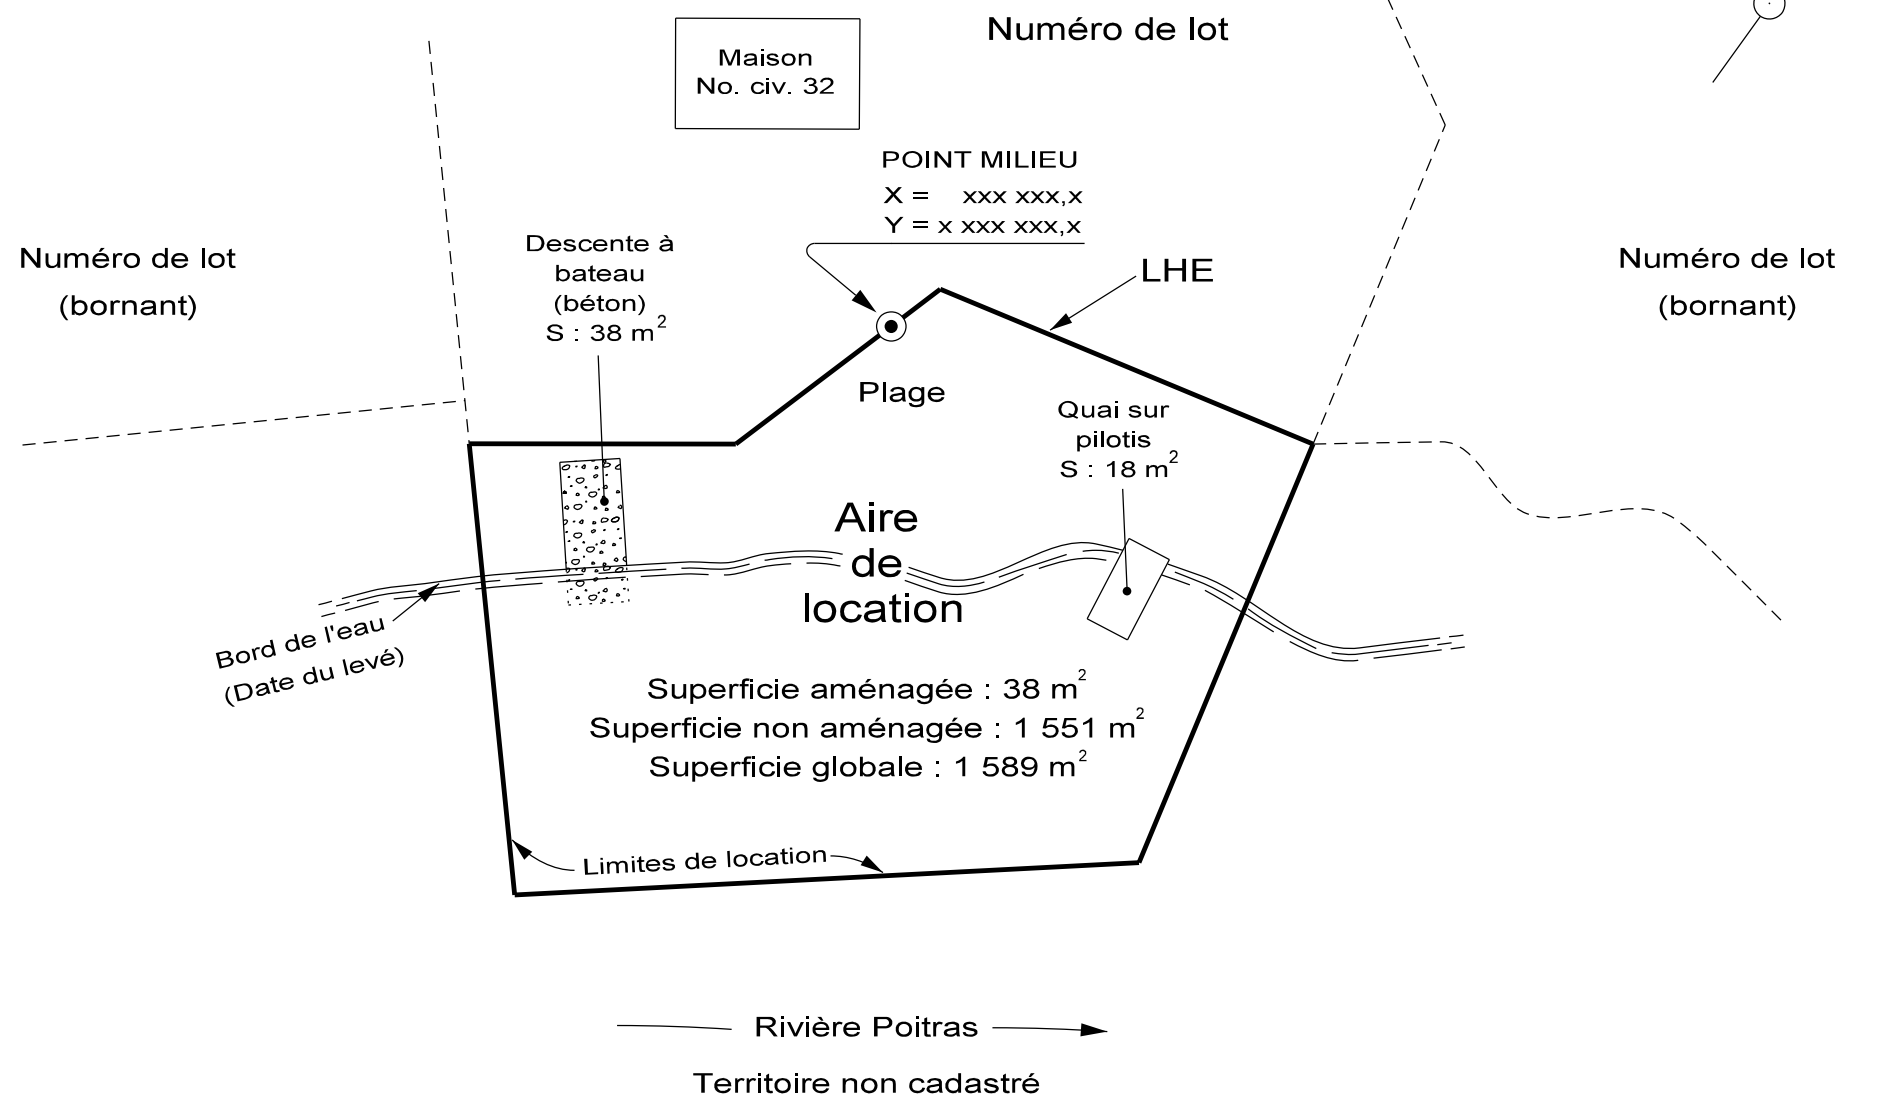 Numéro de lot
Maison
No. civ. 32
POINT MILIEU
X = xxx xxx,x
Y = x xxx xxx,x
Numéro de lot
(bornant)
Descente à
bateau
(béton)
S : 38 m²
LHE
Numéro de lot
(bornant)
Plage
Quai sur
pilotis
S : 18 m²
Aire
de
location
Bord de l'eau
(Date du levé)
Superficie aménagée : 38 m²
Superficie non aménagée : 1 551 m²
Superficie globale : 1 589 m²
Limites de location
Rivière Poitras
Territoire non cadastré